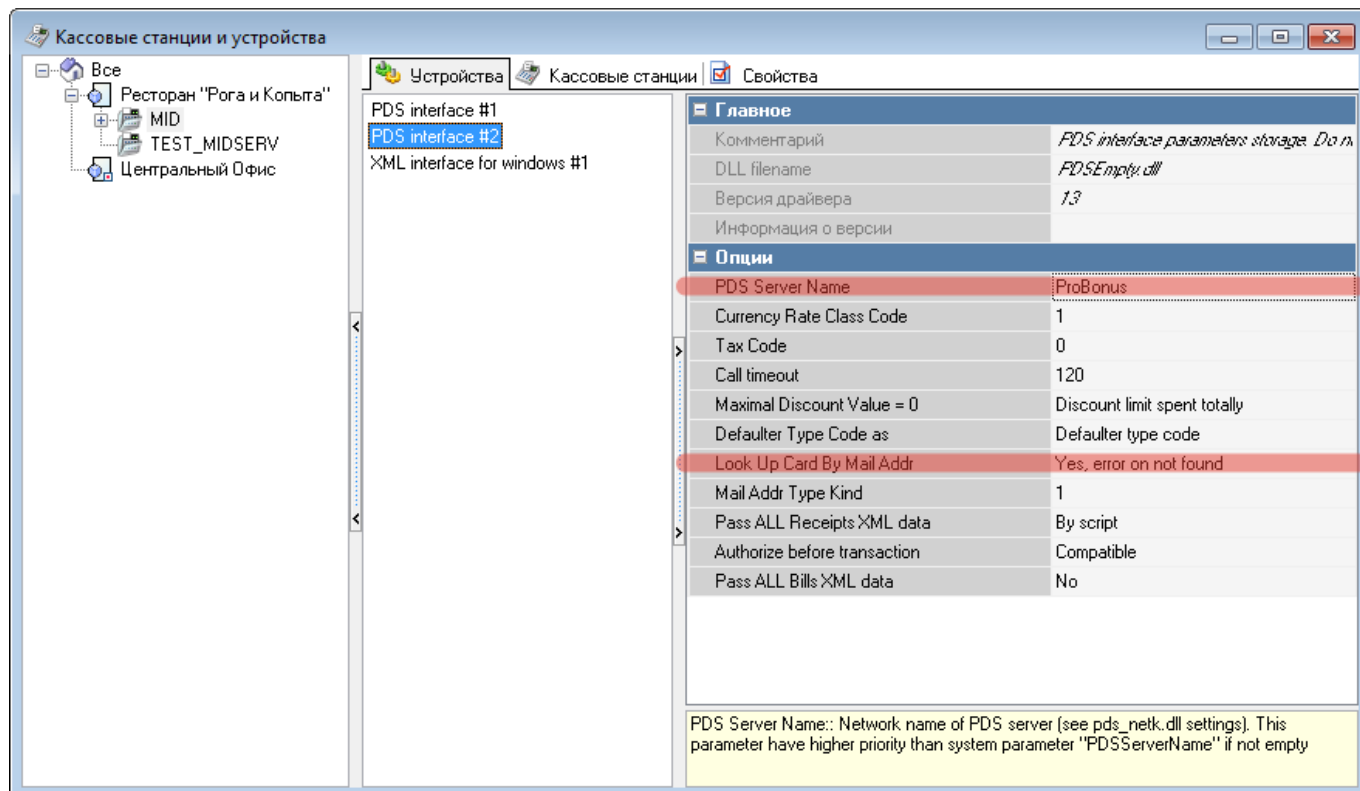 Кассовые станции и устройства
Все
Ресторан "Рога и Копыта"
MID
TEST_MIDSERV
Центральный Офис
Устройства Кассовые станции Свойства
PDS interface #1
PDS interface #2
XML interface for windows #1
Главное
Комментарий PDS interface parameters storage. Do n
DLL filename PDSEmpty.dll
Версия драйвера 13
Информация о версии
Опции
PDS Server Name ProBonus
Currency Rate Class Code 1
Tax Code 0
Call timeout 120
Maximal Discount Value = 0 Discount limit spent totally
Defaulter Type Code as Defaulter type code
Look Up Card By Mail Addr Yes, error on not found
Mail Addr Type Kind 1
Pass ALL Receipts XML data By script
Authorize before transaction Compatible
Pass ALL Bills XML data No
PDS Server Name:: Network name of PDS server (see pds_netk.dll settings). This
parameter have higher priority than system parameter "PDSServerName" if not empty